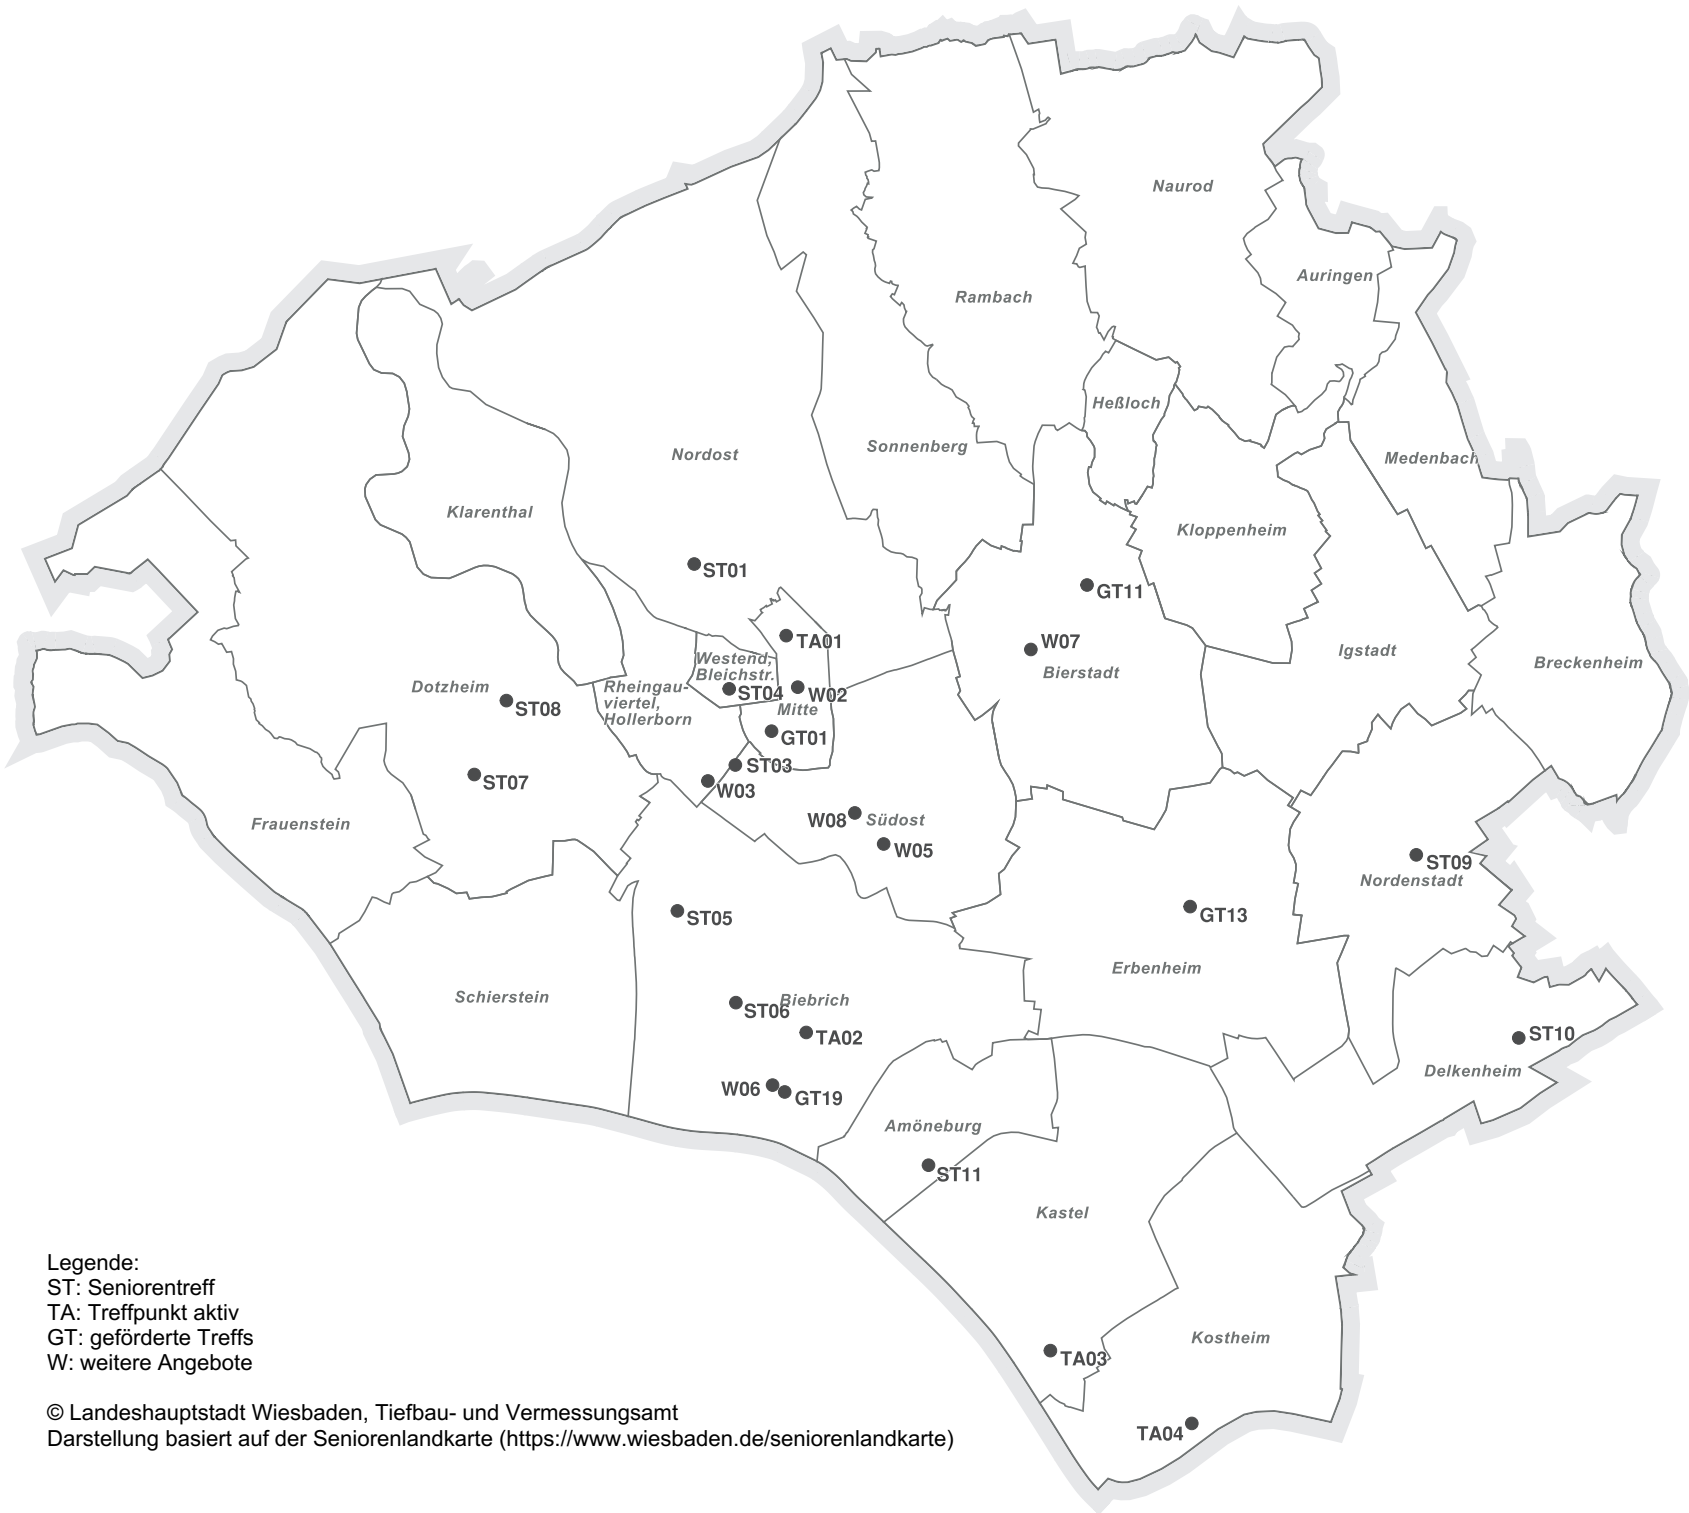 Naurod
Auringen
Rambach
Heßloch
Nordost
Sonnenberg
Medenbach
Klarenthal
Kloppenheim
ST01
GT11
TA01
W07
Igstadt
Westend,
Bleichstr.
Bierstadt
Breckenheim
Dotzheim
Rheingau-
viertel,
Hollerborn
ST04
W02
ST08
Mitte
GT01
ST03
ST07
W03
Frauenstein
W08
Südost
W05
ST09
Nordenstadt
ST05
GT13
Erbenheim
Schierstein
Biebrich
ST06
TA02
ST10
Delkenheim
W06
GT19
Amöneburg
ST11
Kastel
Kostheim
TA03
TA04
Legende:
ST: Seniorentreff
TA: Treffpunkt aktiv
GT: geförderte Treffs
W: weitere Angebote
© Landeshauptstadt Wiesbaden, Tiefbau- und Vermessungsamt
Darstellung basiert auf der Seniorenlandkarte (https://www.wiesbaden.de/seniorenlandkarte)